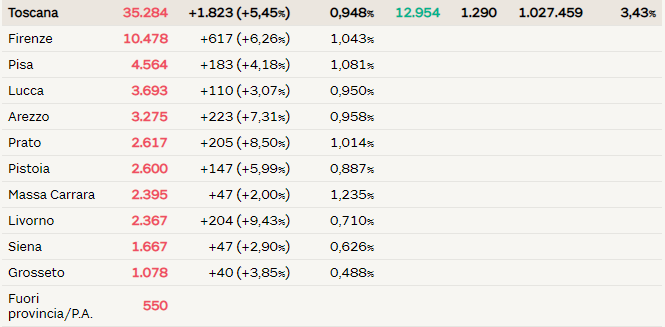 Toscana 35.284 +1.823 (+5,45%) 0,948% 12.954 1.290 1.027.459 3,43%
Firenze 10.478 +617 (+6,26%) 1,043%
Pisa 4.564 +183 (+4,18%) 1,081%
Lucca 3.693 +110 (+3,07%) 0,950%
Arezzo 3.275 +223 (+7,31%) 0,958%
Prato 2.617 +205 (+8,50%) 1,014%
Pistoia 2.600 +147 (+5,99%) 0,887%
Massa Carrara 2.395 +47 (+2,00%) 1,235%
Livorno 2.367 +204 (+9,43%) 0,710%
Siena 1.667 +47 (+2,90%) 0,626%
Grosseto 1.078 +40 (+3,85%) 0,488%
Fuori
provincia/P.A. 550